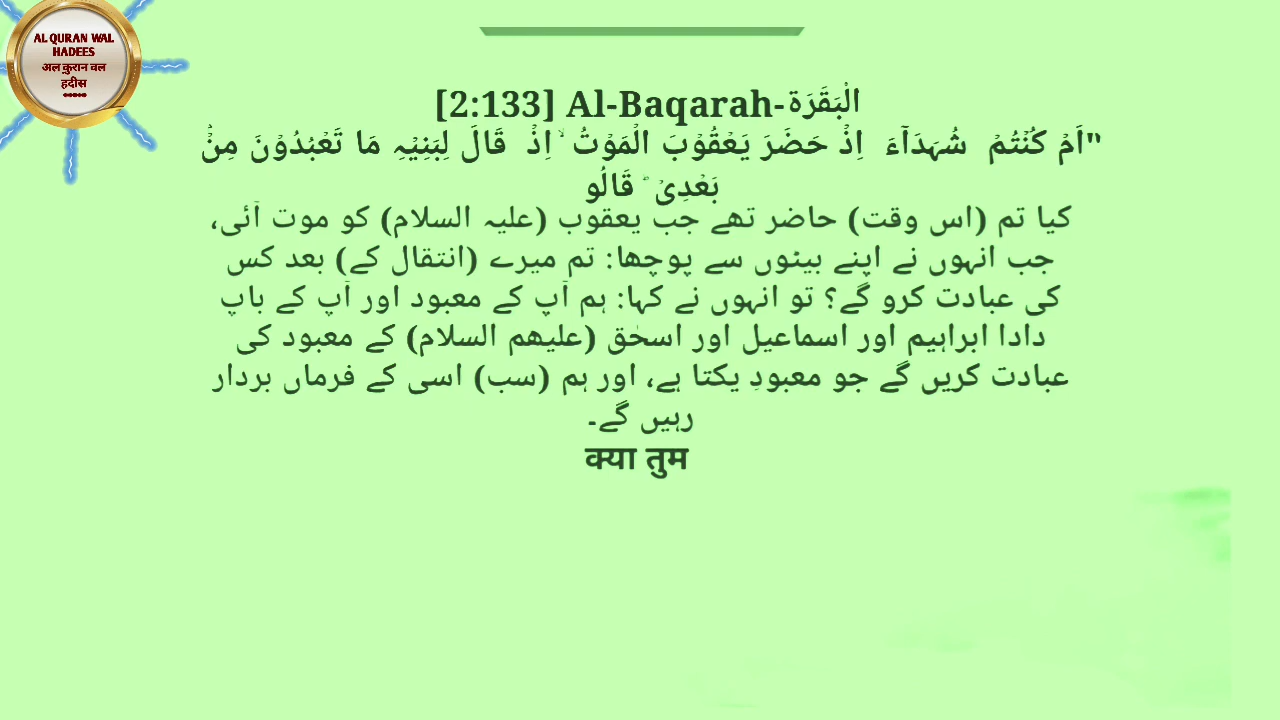 AL QURAN WAL
HADEES
अल क़ुरान वल
हदीस
[2:133] Al-Baqarah-الْبَقَرَة
"اَمۡ کُنۡتُمۡ شُہَدَآءَ اِذۡ حَضَرَ یَعۡقُوۡبَ الۡمَوۡتُ ۙ اِذۡ قَالَ لِبَنِیۡہِ مَا تَعۡبُدُوۡنَ مِنۡۢ
بَعۡدِیۡ ؕ قَالُو
کیا تم (اس وقت) حاضر تھے جب یعقوب (علیہ السلام) کو موت آئی،
جب انہوں نے اپنے بیٹوں سے پوچھا: تم میرے (انتقال کے) بعد کس
کی عبادت کرو گے؟ تو انہوں نے کہا: ہم آپ کے معبود اور آپ کے باپ
دادا ابراہیم اور اسماعیل اور اسحٰق (علیھم السلام) کے معبود کی
عبادت کریں گے جو معبودِ یکتا ہے، اور ہم (سب) اسی کے فرماں بردار
رہیں گے۔
क्या तुम